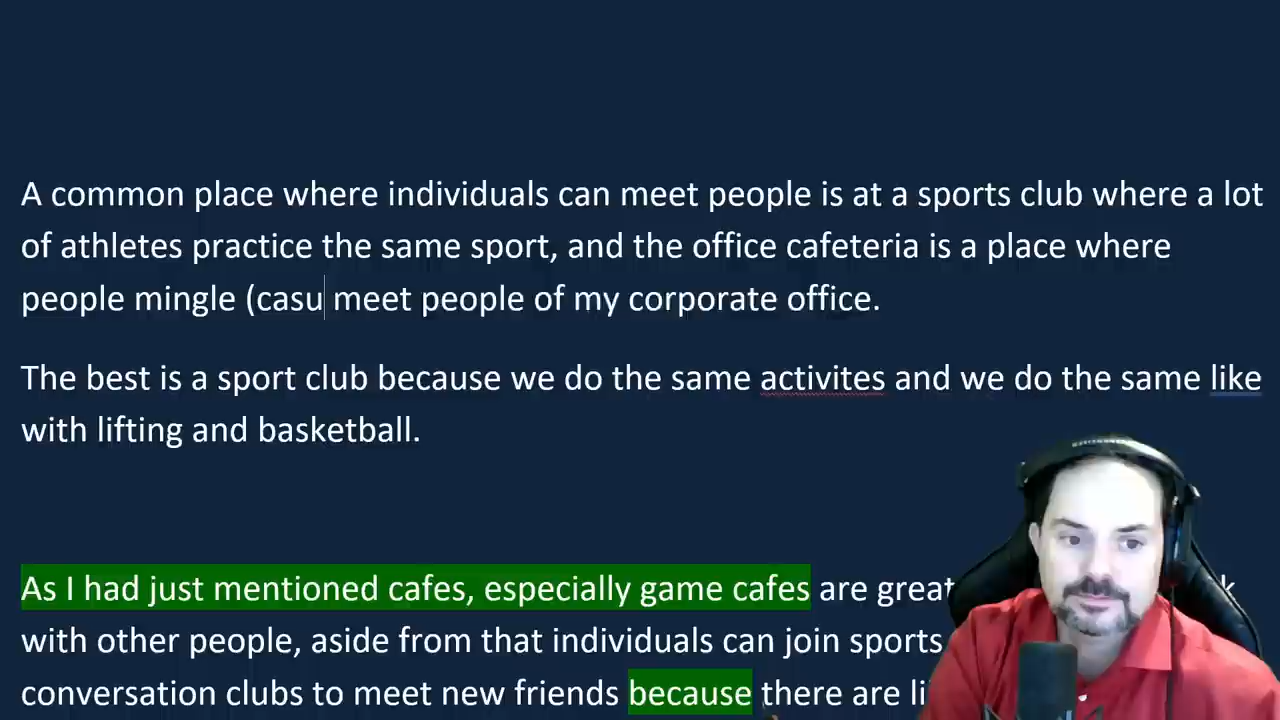 A common place where individuals can meet people is at a sports club where a lot
of athletes practice the same sport, and the office cafeteria is a place where
people mingle (casu meet people of my corporate office.
The best is a sport club because we do the same activites and we do the same like
with lifting and basketball.
As I had just mentioned cafes, especially game cafes are great
with other people, aside from that individuals can join sports
conversation clubs to meet new friends because there are